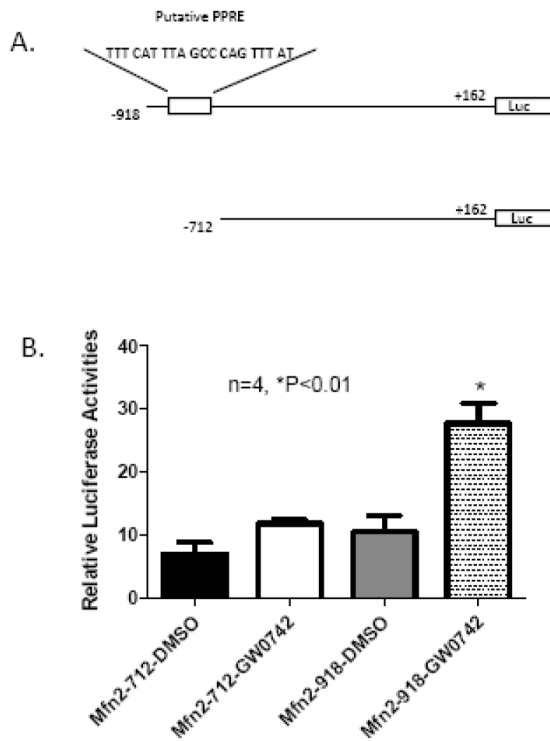 A.
Putative PPRE
TTT CAT TTA GCC CAG TTT AT
-918
+162
Luc
-712
+162
Luc
B.
Relative Luciferase Activities
40
30
20
10
0
n=4, *P<0.01
*
Mfn2-712-DMSO
Mfn2-712-GW0742
Mfn2-918-DMSO
Mfn2-918-GW0742